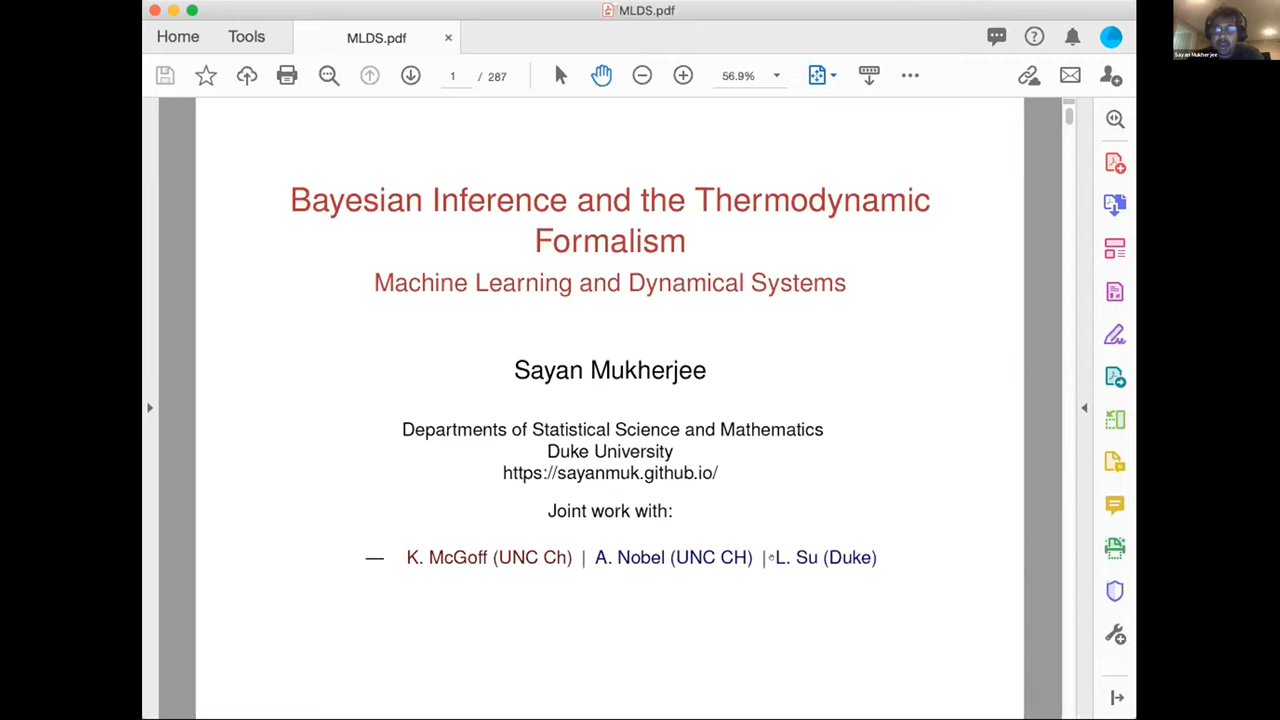 MLDS.pdf
Home
Tools
MLDS.pdf
1 / 287
56.9%
Sayan Mukherjee
Bayesian Inference and the Thermodynamic
Formalism
Machine Learning and Dynamical Systems
Sayan Mukherjee
Departments of Statistical Science and Mathematics
Duke University
https://sayanmuk.github.io/
Joint work with:
— K. McGoff (UNC Ch) | A. Nobel (UNC CH) | L. Su (Duke)